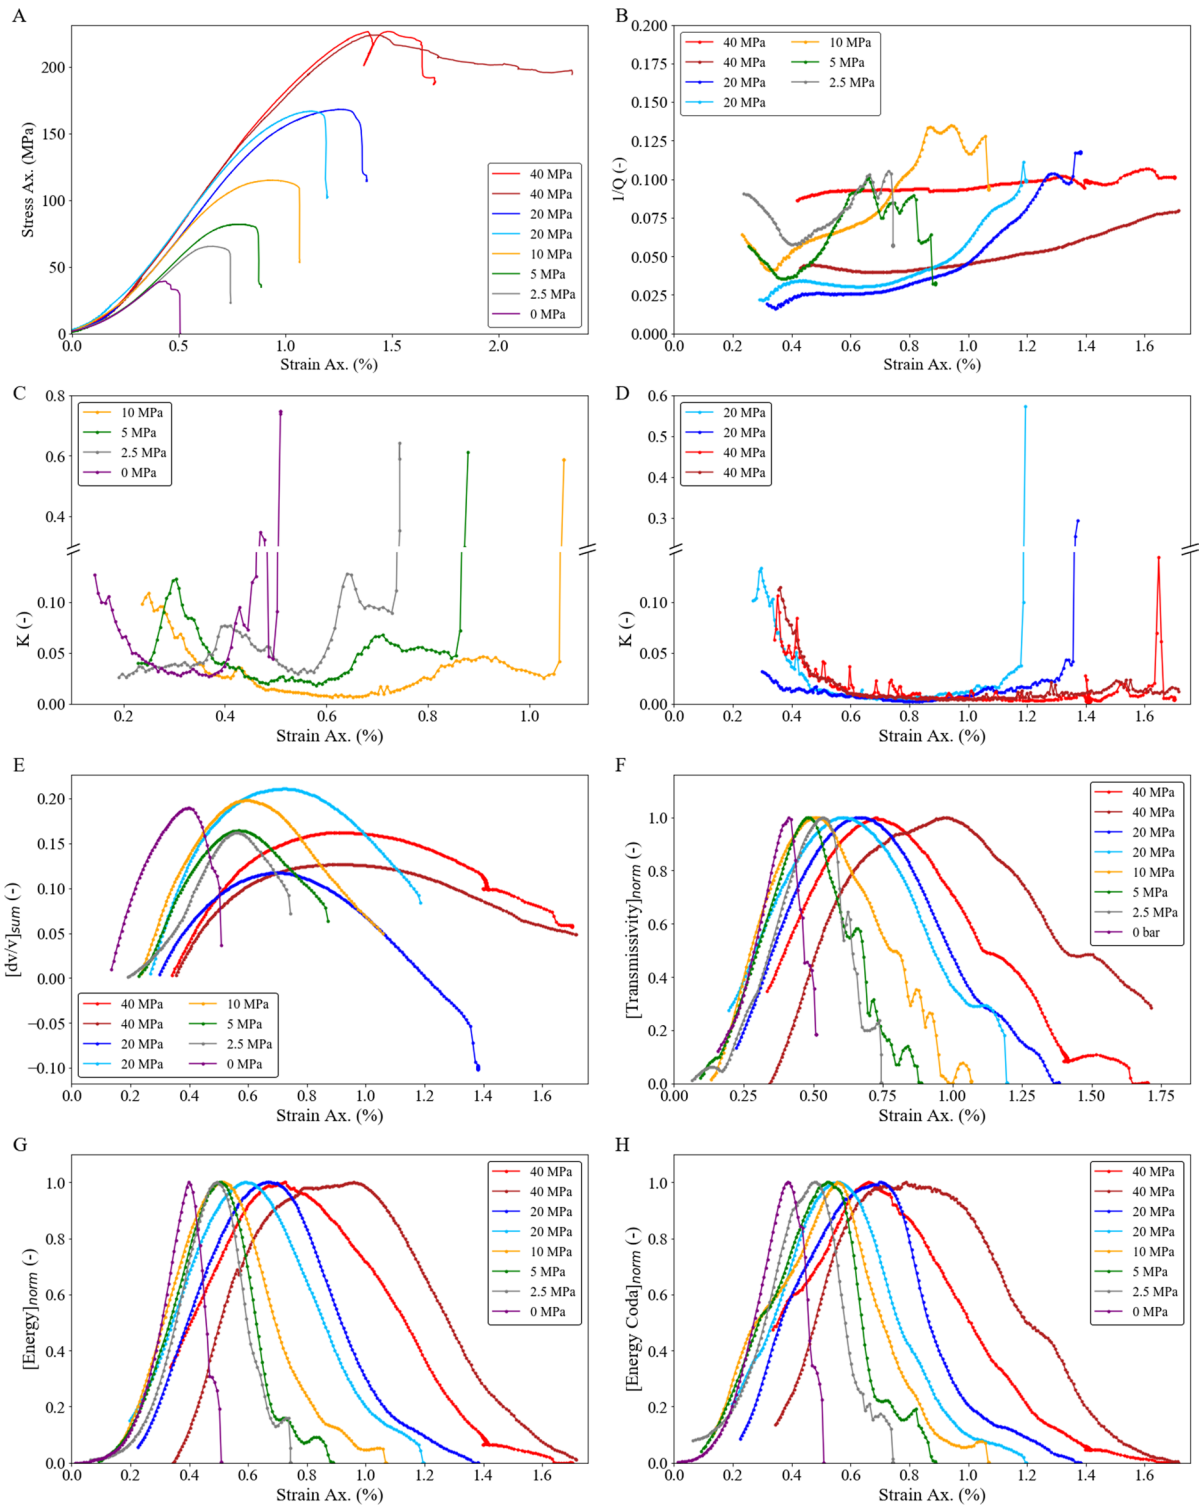 A
Stress Ax. (MPa)
200
150
100
50
0
0.0
0.5
1.0
1.5
2.0
Strain Ax. (%)
40 MPa
40 MPa
20 MPa
20 MPa
10 MPa
5 MPa
2.5 MPa
0 MPa
B
1/Q (-)
0.200
0.175
0.150
0.125
0.100
0.075
0.050
0.025
0.000
0.0
0.2
0.4
0.6
0.8
1.0
1.2
1.4
1.6
Strain Ax. (%)
40 MPa
40 MPa
20 MPa
20 MPa
10 MPa
5 MPa
2.5 MPa
C
K (-)
0.8
0.6
0.4
0.10
0.05
0.00
0.2
0.4
0.6
0.8
1.0
Strain Ax. (%)
10 MPa
5 MPa
2.5 MPa
0 MPa
D
K (-)
0.6
0.5
0.4
0.3
0.10
0.05
0.00
0.0
0.4
0.6
0.8
1.0
1.2
1.4
1.6
Strain Ax. (%)
20 MPa
20 MPa
40 MPa
40 MPa
E
[dv/v]sum (-)
0.20
0.15
0.10
0.05
0.00
−0.05
−0.10
0.0
0.2
0.4
0.6
0.8
1.0
1.2
1.4
1.6
Strain Ax. (%)
40 MPa
40 MPa
20 MPa
20 MPa
10 MPa
5 MPa
2.5 MPa
0 MPa
F
[Transmissivity]norm (-)
1.0
0.8
0.6
0.4
0.2
0.0
0.00
0.25
0.50
0.75
1.00
1.25
1.50
1.75
Strain Ax. (%)
40 MPa
40 MPa
20 MPa
20 MPa
10 MPa
5 MPa
2.5 MPa
0 bar
G
[Energy]norm (-)
1.0
0.8
0.6
0.4
0.2
0.0
0.0
0.2
0.4
0.6
0.8
1.0
1.2
1.4
1.6
Strain Ax. (%)
40 MPa
40 MPa
20 MPa
20 MPa
10 MPa
5 MPa
2.5 MPa
0 MPa
H
[Energy Coda]norm (-)
1.0
0.8
0.6
0.4
0.2
0.0
0.0
0.2
0.4
0.6
0.8
1.0
1.2
1.4
1.6
Strain Ax. (%)
40 MPa
40 MPa
20 MPa
20 MPa
10 MPa
5 MPa
2.5 MPa
0 MPa